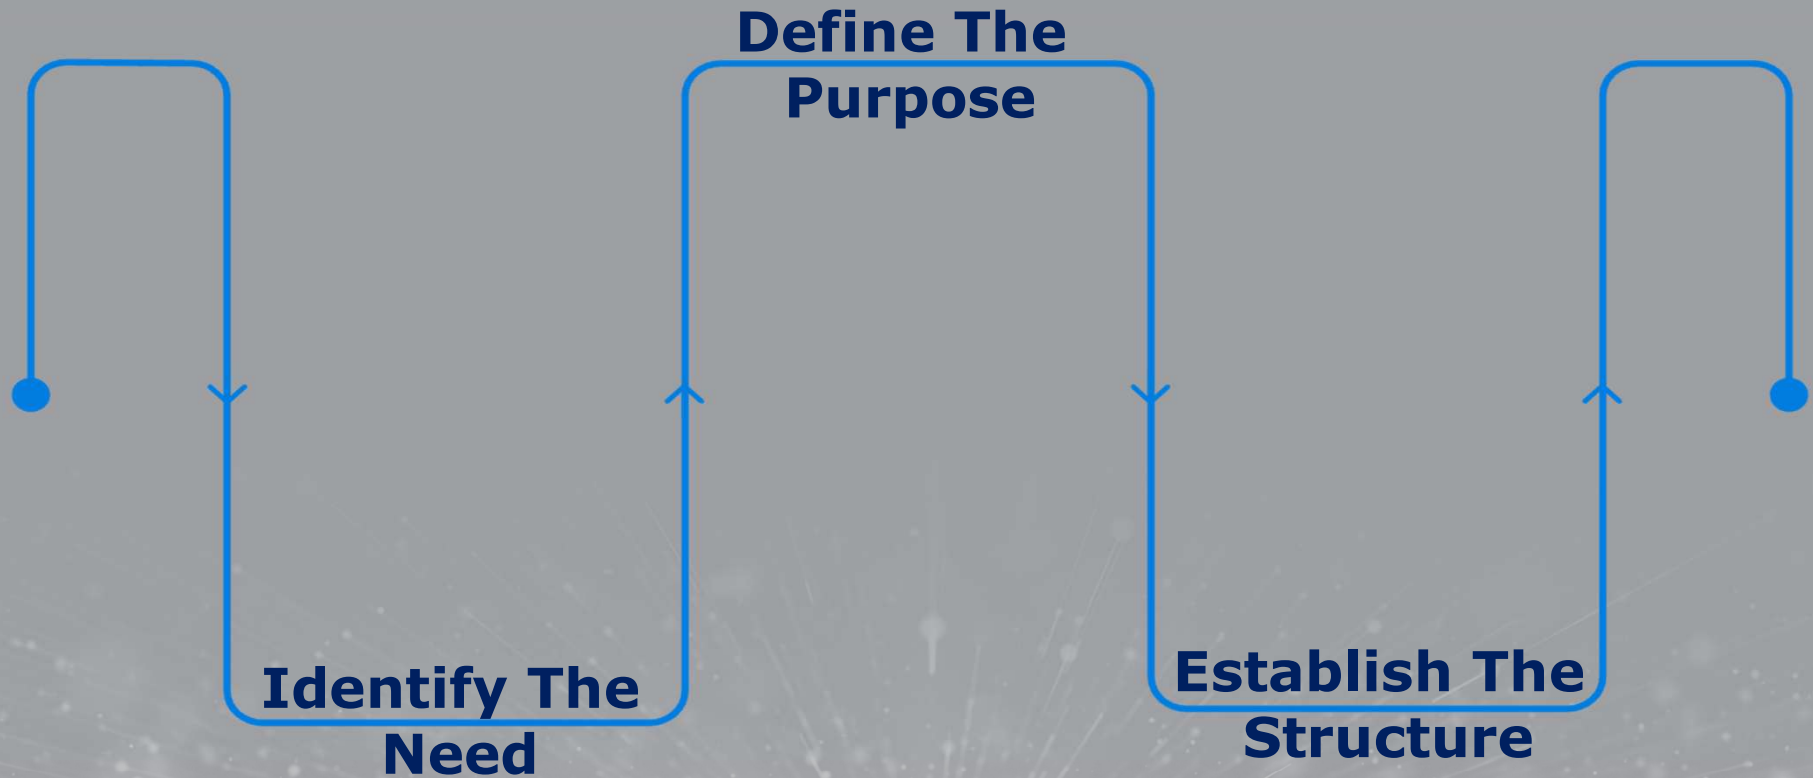 Define The
Purpose
Identify The
Need
Establish The
Structure